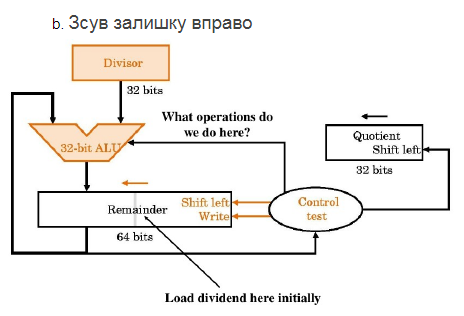 b. Зсув залишку вправо
Divisor
32 bits
What operations do
we do here?
32-bit ALU
Quotient
Shift left
32 bits
Remainder
Shift left
Write
Control
test
64 bits
Load dividend here initially